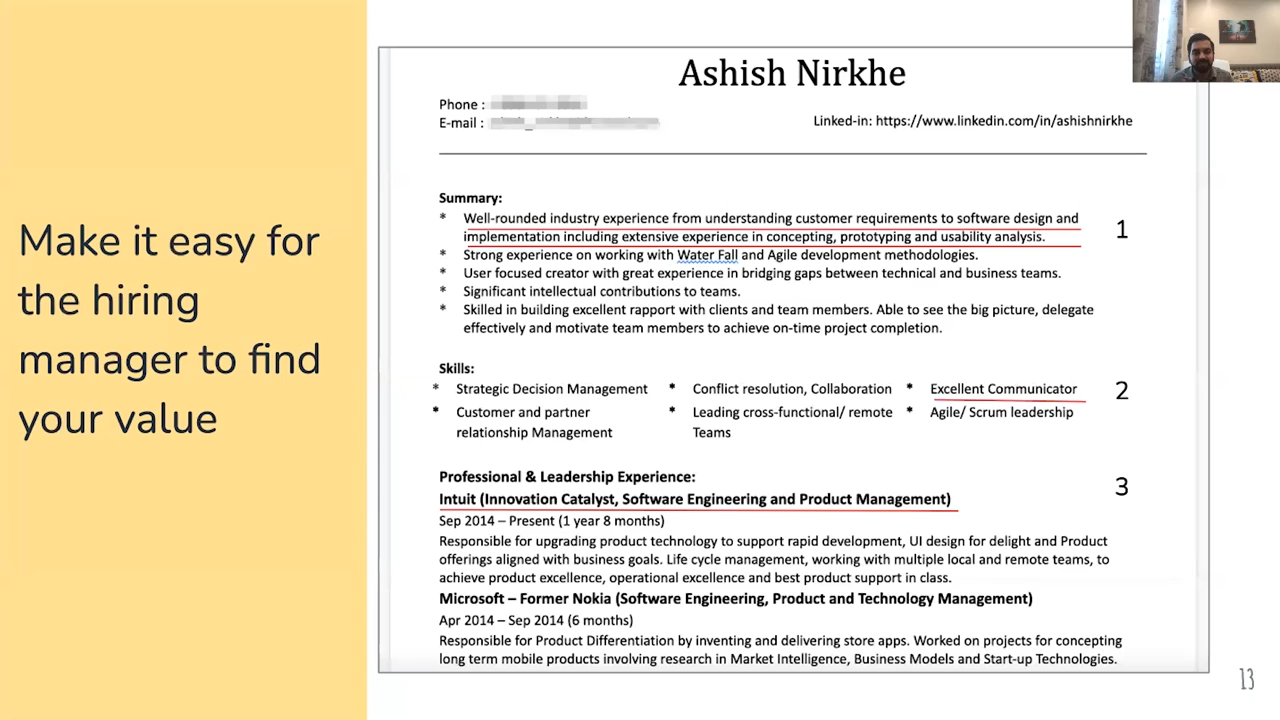 Make it easy for
the hiring
manager to find
your value
Ashish Nirkhe
Phone :
E-mail :
Linked-in: https://www.linkedin.com/in/ashishnirkhe
Summary:
* Well-rounded industry experience from understanding customer requirements to software design and
implementation including extensive experience in concepting, prototyping and usability analysis.
1
* Strong experience on working with Water Fall and Agile development methodologies.
* User focused creator with great experience in bridging gaps between technical and business teams.
* Significant intellectual contributions to teams.
* Skilled in building excellent rapport with clients and team members. Able to see the big picture, delegate
effectively and motivate team members to achieve on-time project completion.
Skills:
* Strategic Decision Management * Conflict resolution, Collaboration * Excellent Communicator
2
* Customer and partner * Leading cross-functional/ remote * Agile/ Scrum leadership
relationship Management Teams
Professional & Leadership Experience:
3
Intuit (Innovation Catalyst, Software Engineering and Product Management)
Sep 2014 – Present (1 year 8 months)
Responsible for upgrading product technology to support rapid development, UI design for delight and Product
offerings aligned with business goals. Life cycle management, working with multiple local and remote teams, to
achieve product excellence, operational excellence and best product support in class.
Microsoft – Former Nokia (Software Engineering, Product and Technology Management)
Apr 2014 – Sep 2014 (6 months)
Responsible for Product Differentiation by inventing and delivering store apps. Worked on projects for concepting
long term mobile products involving research in Market Intelligence, Business Models and Start-up Technologies.
13